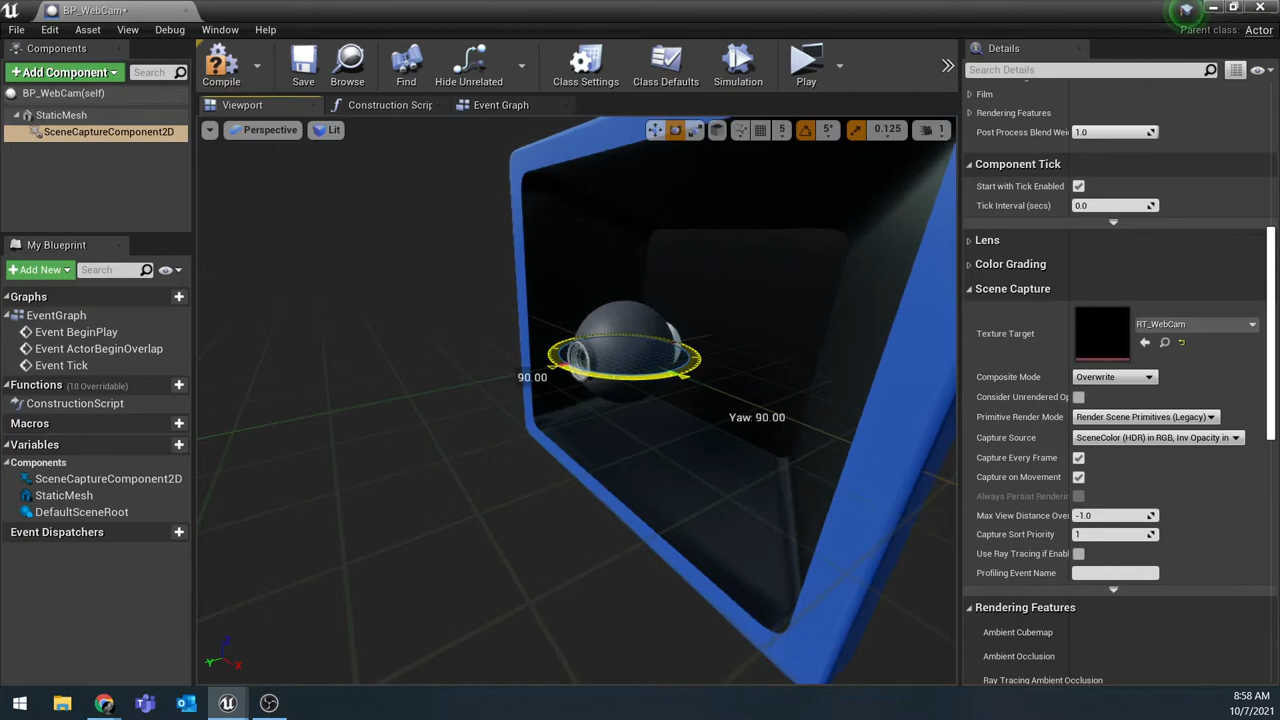 BP_WebCam*
Parent class: Actor
File Edit Asset View Debug Window Help
Components
Details
Add Component Search
Compile Save Browse Find Hide Unrelated Class Settings Class Defaults Simulation Play
Search Details
BP_WebCam(self)
Viewport Construction Scrip Event Graph
StaticMesh
SceneCaptureComponent2D
Perspective Lit
5 5° 0.125 1
Film
Rendering Features
Post Process Blend Wei 1.0
Component Tick
Start with Tick Enabled
Tick Interval (secs) 0.0
Lens
Color Grading
Scene Capture
Texture Target RT_WebCam
Composite Mode Overwrite
Consider Unrendered Op
Primitive Render Mode Render Scene Primitives (Legacy)
Capture Source SceneColor (HDR) in RGB, Inv Opacity in
Capture Every Frame
Capture on Movement
Always Persist Renderin
Max View Distance Over -1.0
Capture Sort Priority 1
Use Ray Tracing if Enabl
Profiling Event Name
Rendering Features
Ambient Cubemap
Ambient Occlusion
Ray Tracing Ambient Occlusion
My Blueprint
Add New Search
Graphs
EventGraph
Event BeginPlay
Event ActorBeginOverlap
Event Tick
Functions (18 Overridable)
ConstructionScript
Macros
Variables
Components
SceneCaptureComponent2D
StaticMesh
DefaultSceneRoot
Event Dispatchers
90.00
Yaw: 90.00
Z
Y
X
8:58 AM
10/7/2021